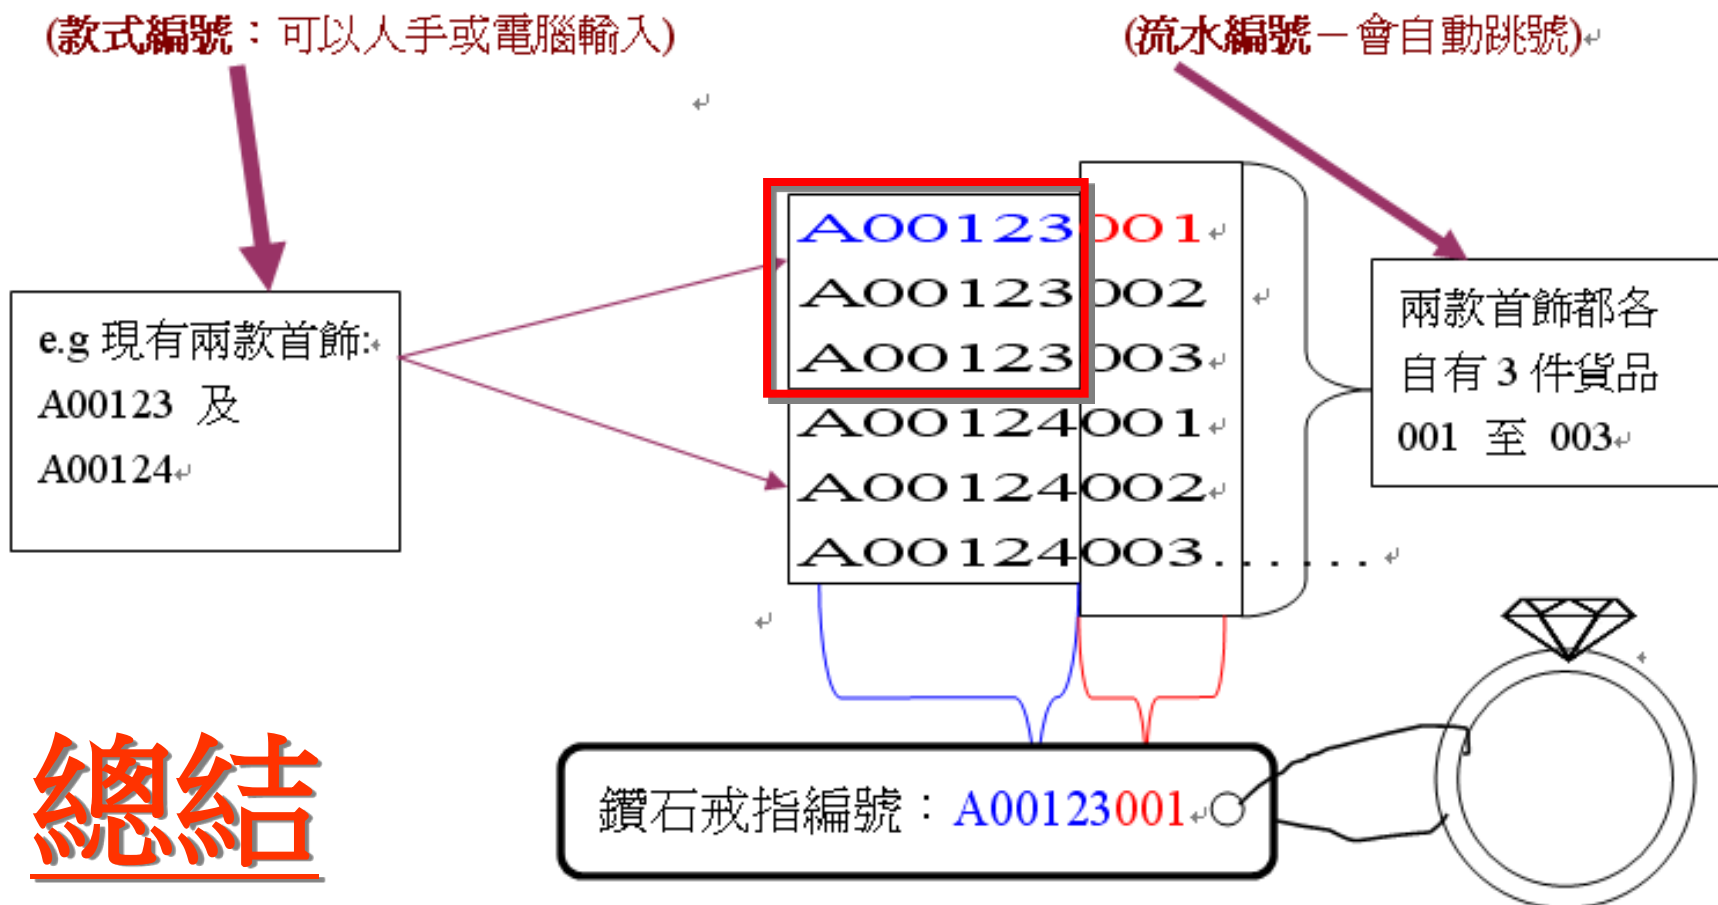 (款式編號：可以人手或電腦輸入)
(流水編號－會自動跳號)
e.g 現有兩款首飾:
A00123 及
A00124
A00123001
A00123002
A00123003
A00124001
A00124002
A00124003......
兩款首飾都各
自有 3 件貨品
001 至 003
總結
鑽石戒指編號：A00123001